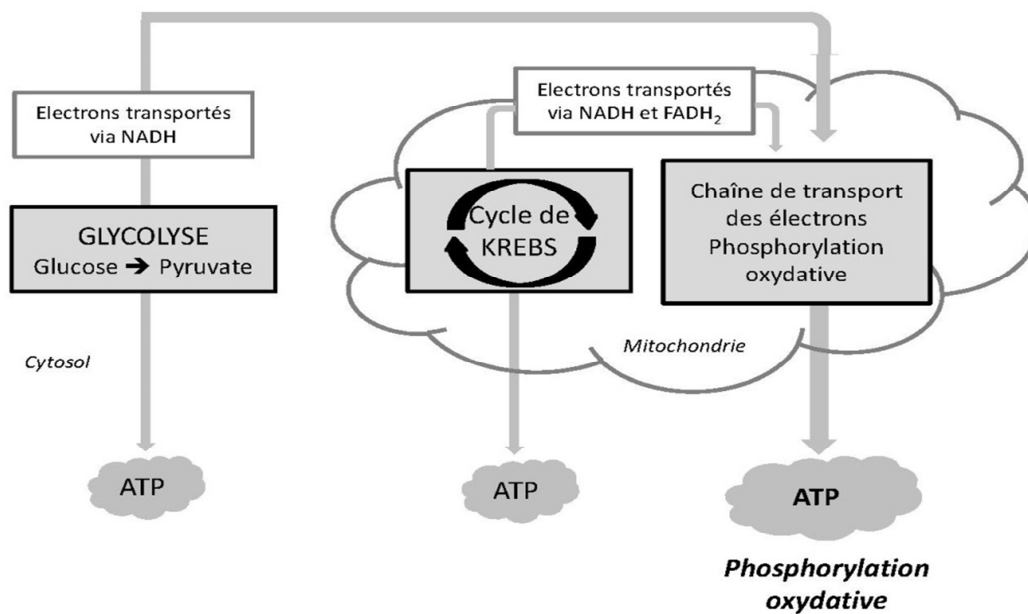 Electrons transportés
via NADH
GLYCOLYSE
Glucose ➔ Pyruvate
Cytosol
ATP
Electrons transportés
via NADH et FADH₂
Cycle de
KREBS
Chaîne de transport
des électrons
Phosphorylation
oxydative
Mitochondrie
ATP
ATP
Phosphorylation
oxydative